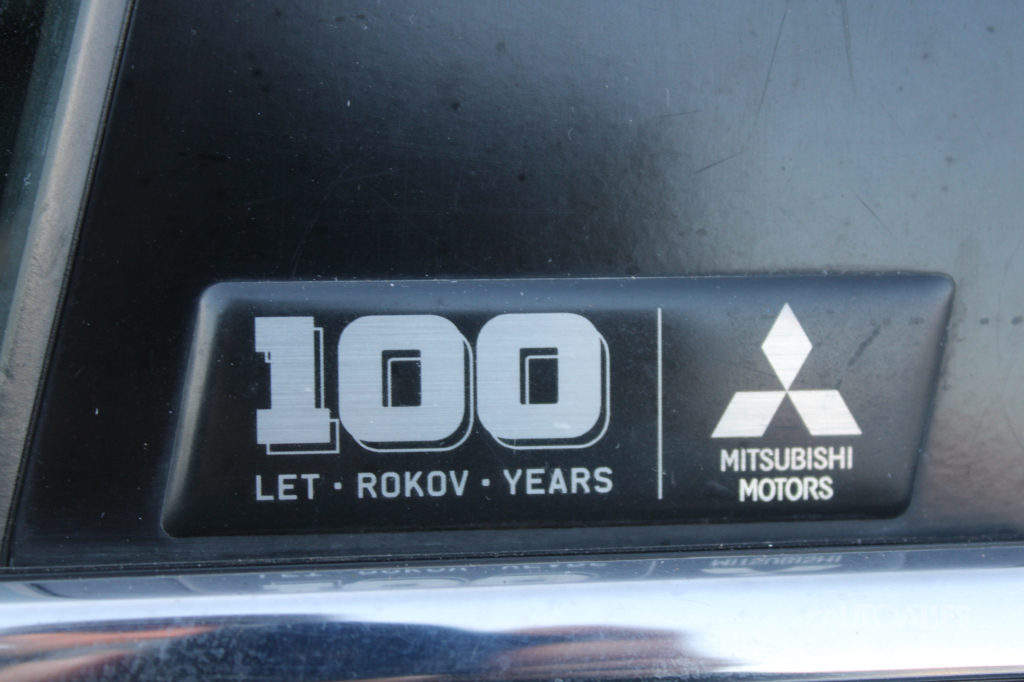 100
LET · ROKOV · YEARS
MITSUBISHI
MOTORS